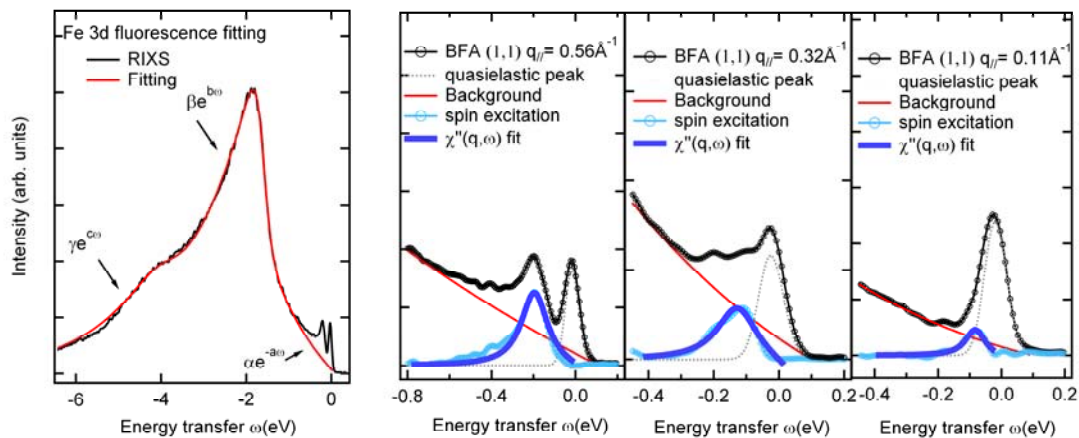 Fe 3d fluorescence fitting
RIXS
Fitting
βe^bω
γe^cω
αe^-aω
Intensity (arb. units)
-6 -4 -2 0
Energy transfer ω(eV)
BFA (1,1) q//= 0.56Å^-1
quasielastic peak
Background
spin excitation
χ"(q,ω) fit
-0.8 -0.4 0.0
Energy transfer ω(eV)
BFA (1,1) q//= 0.32Å^-1
quasielastic peak
Background
spin excitation
χ"(q,ω) fit
-0.4 -0.2 0.0
Energy transfer ω(eV)
BFA (1,1) q//= 0.11Å^-1
quasielastic peak
Background
spin excitation
χ"(q,ω) fit
-0.4 -0.2 0.0 0.2
Energy transfer ω(eV)